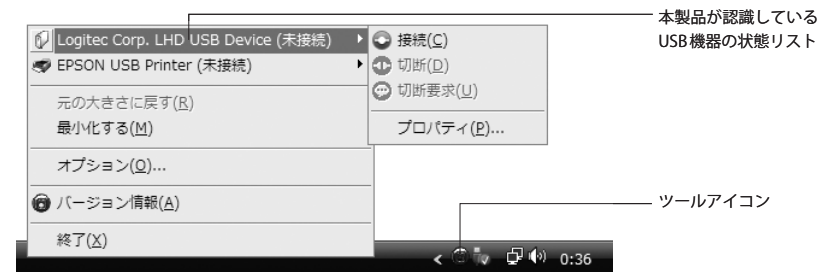 Logitec Corp. LHD USB Device (未接続)
EPSON USB Printer (未接続)
元の大きさに戻す(R)
最小化する(M)
オプション(O)...
バージョン情報(A)
終了(X)
接続(C)
切断(D)
切断要求(U)
プロパティ(P)...
本製品が認識している
USB機器の状態リスト
ツールアイコン
0:36